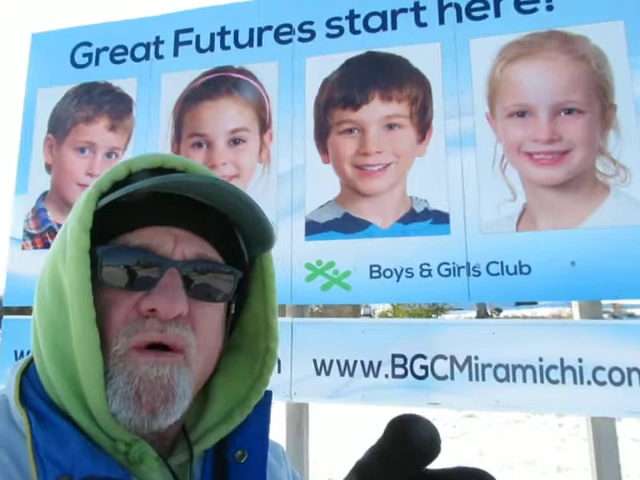 Great Futures start here!
Boys & Girls Club
www.BGCMiramichi.com